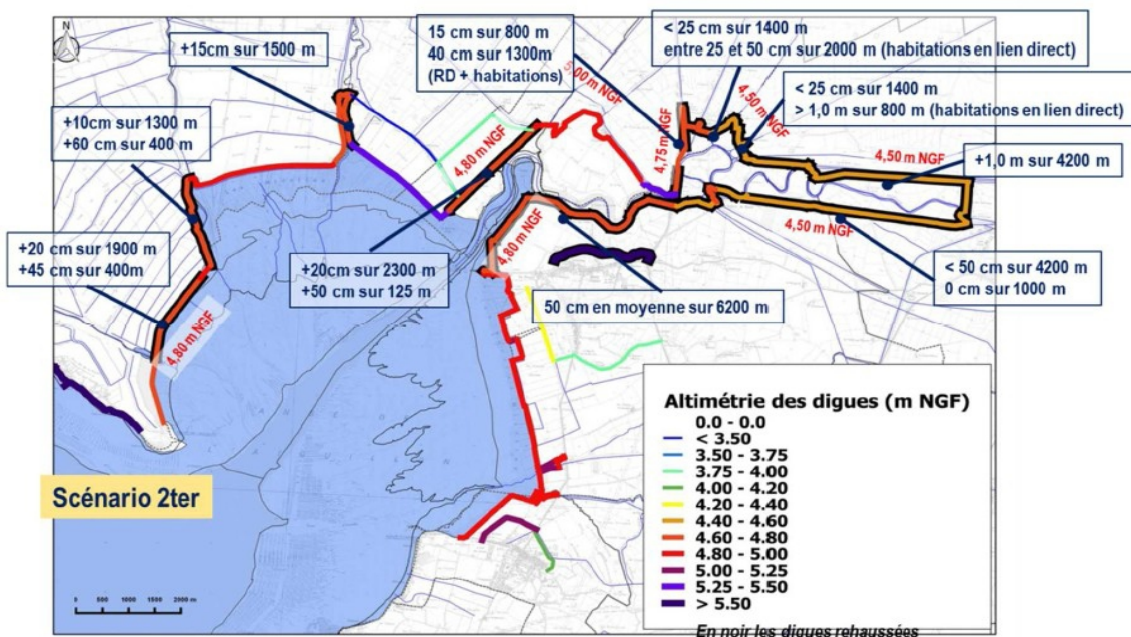 +15cm sur 1500 m
15 cm sur 800 m
40 cm sur 1300m
(RD + habitations)
< 25 cm sur 1400 m
entre 25 et 50 cm sur 2000 m (habitations en lien direct)
< 25 cm sur 1400 m
> 1,0 m sur 800 m (habitations en lien direct)
5,00 m NGF
4,50 m NGF
+10cm sur 1300 m
+60 cm sur 400 m
4,80 m NGF
4,75 m NGF
4,50 m NGF
+1,0 m sur 4200 m
4,50 m NGF
+20 cm sur 1900 m
+45 cm sur 400m
+20cm sur 2300 m
+50 cm sur 125 m
4,80 m NGF
50 cm en moyenne sur 6200 m
< 50 cm sur 4200 m
0 cm sur 1000 m
4,80 m NGF
Scénario 2ter
Altimétrie des digues (m NGF)
0.0 - 0.0
< 3.50
3.50 - 3.75
3.75 - 4.00
4.00 - 4.20
4.20 - 4.40
4.40 - 4.60
4.60 - 4.80
4.80 - 5.00
5.00 - 5.25
5.25 - 5.50
> 5.50
En noir les digues rehaussées
0 500 1000 1500 2000 m